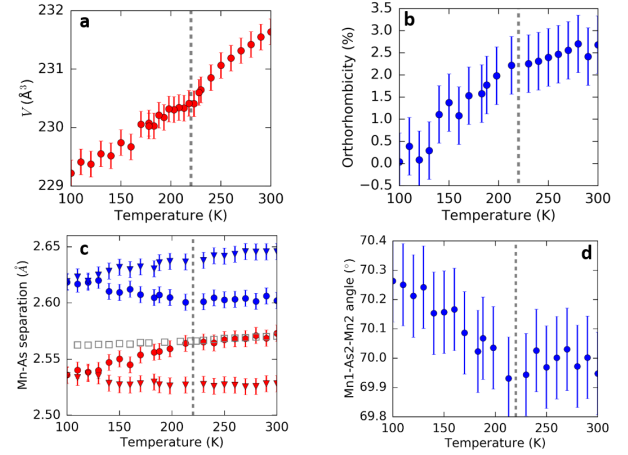 a
232
231
230
229
V (Å³)
100 150 200 250 300
Temperature (K)
b
4.0
3.5
3.0
2.5
2.0
1.5
1.0
0.5
0.0
−0.5
Orthorhombicity (%)
100 150 200 250 300
Temperature (K)
c
2.65
2.60
2.55
2.50
Mn-As separation (Å)
100 150 200 250 300
Temperature (K)
d
70.4
70.3
70.2
70.1
70.0
69.9
69.8
Mn1-As2-Mn2 angle (°)
100 150 200 250 300
Temperature (K)